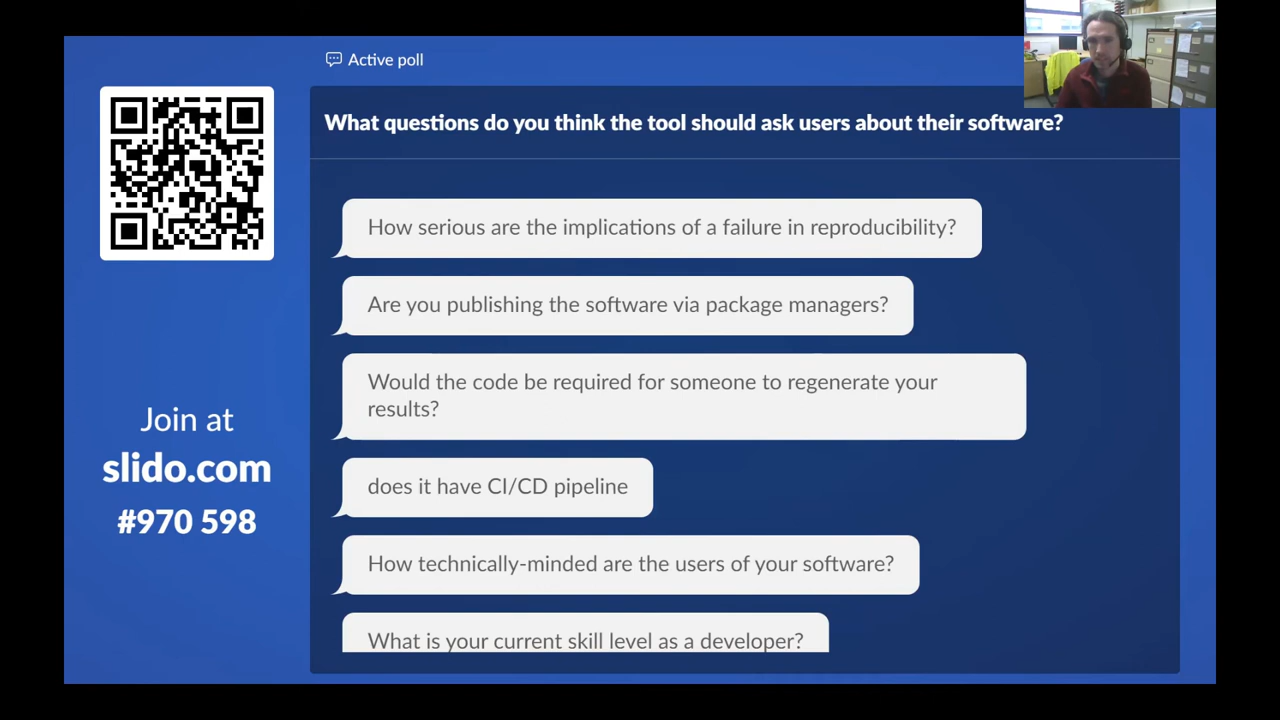 Active poll
What questions do you think the tool should ask users about their software?
How serious are the implications of a failure in reproducibility?
Are you publishing the software via package managers?
Would the code be required for someone to regenerate your
results?
does it have CI/CD pipeline
How technically-minded are the users of your software?
What is your current skill level as a developer?
Join at
slido.com
#970 598